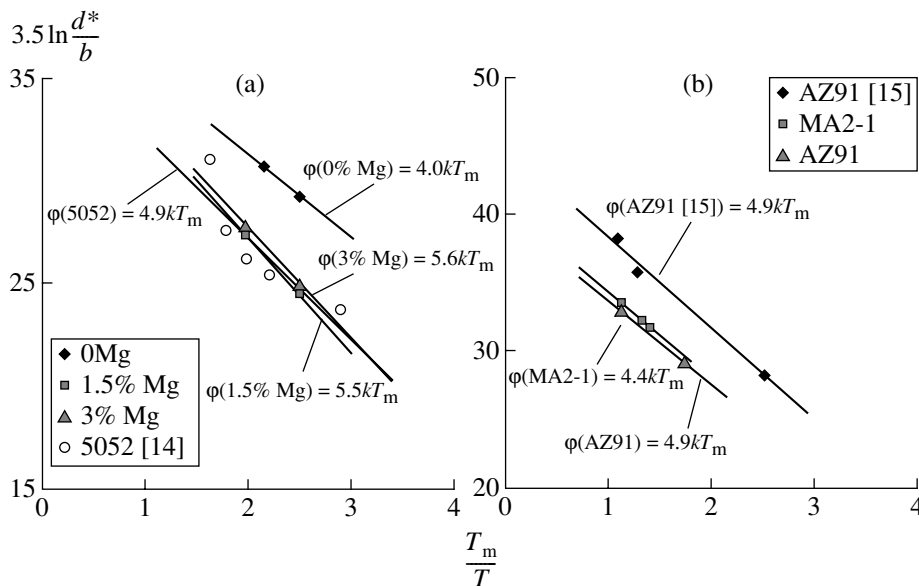 3.5 ln d*/b
35
25
15
0
1
2
3
4
(a)
φ(0% Mg) = 4.0kTm
φ(5052) = 4.9kTm
φ(3% Mg) = 5.6kTm
φ(1.5% Mg) = 5.5kTm
0Mg
1.5% Mg
3% Mg
5052 [14]
50
40
30
20
0
1
2
3
4
(b)
AZ91 [15]
MA2-1
AZ91
φ(AZ91 [15]) = 4.9kTm
φ(MA2-1) = 4.4kTm
φ(AZ91) = 4.9kTm
Tm/T